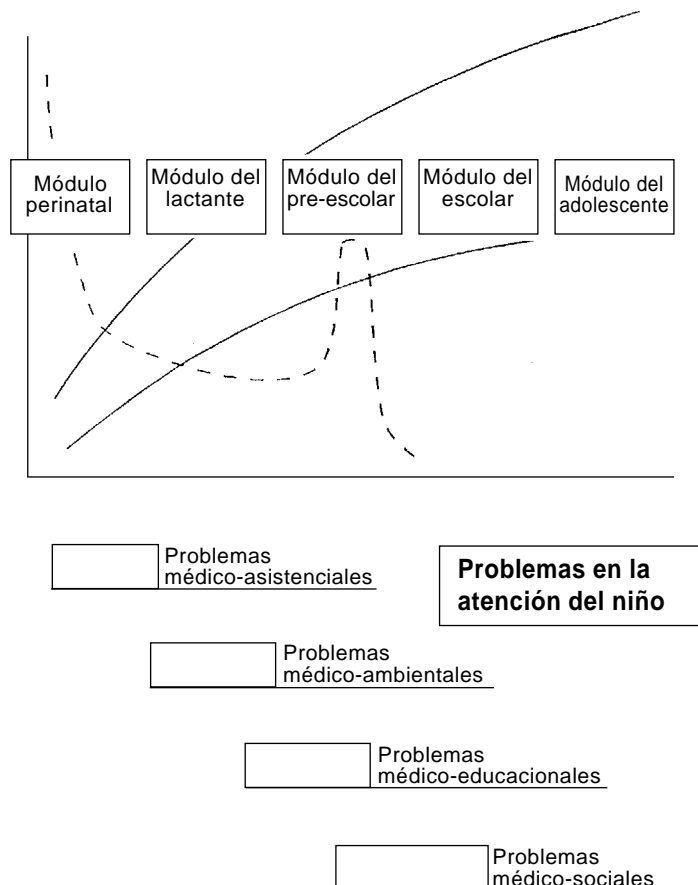 Módulo
perinatal
Módulo del
lactante
Módulo del
pre-escolar
Módulo del
escolar
Módulo del
adolescente
Problemas
médico-asistenciales
Problemas en la
atención del niño
Problemas
médico-ambientales
Problemas
médico-educacionales
Problemas
médico-sociales